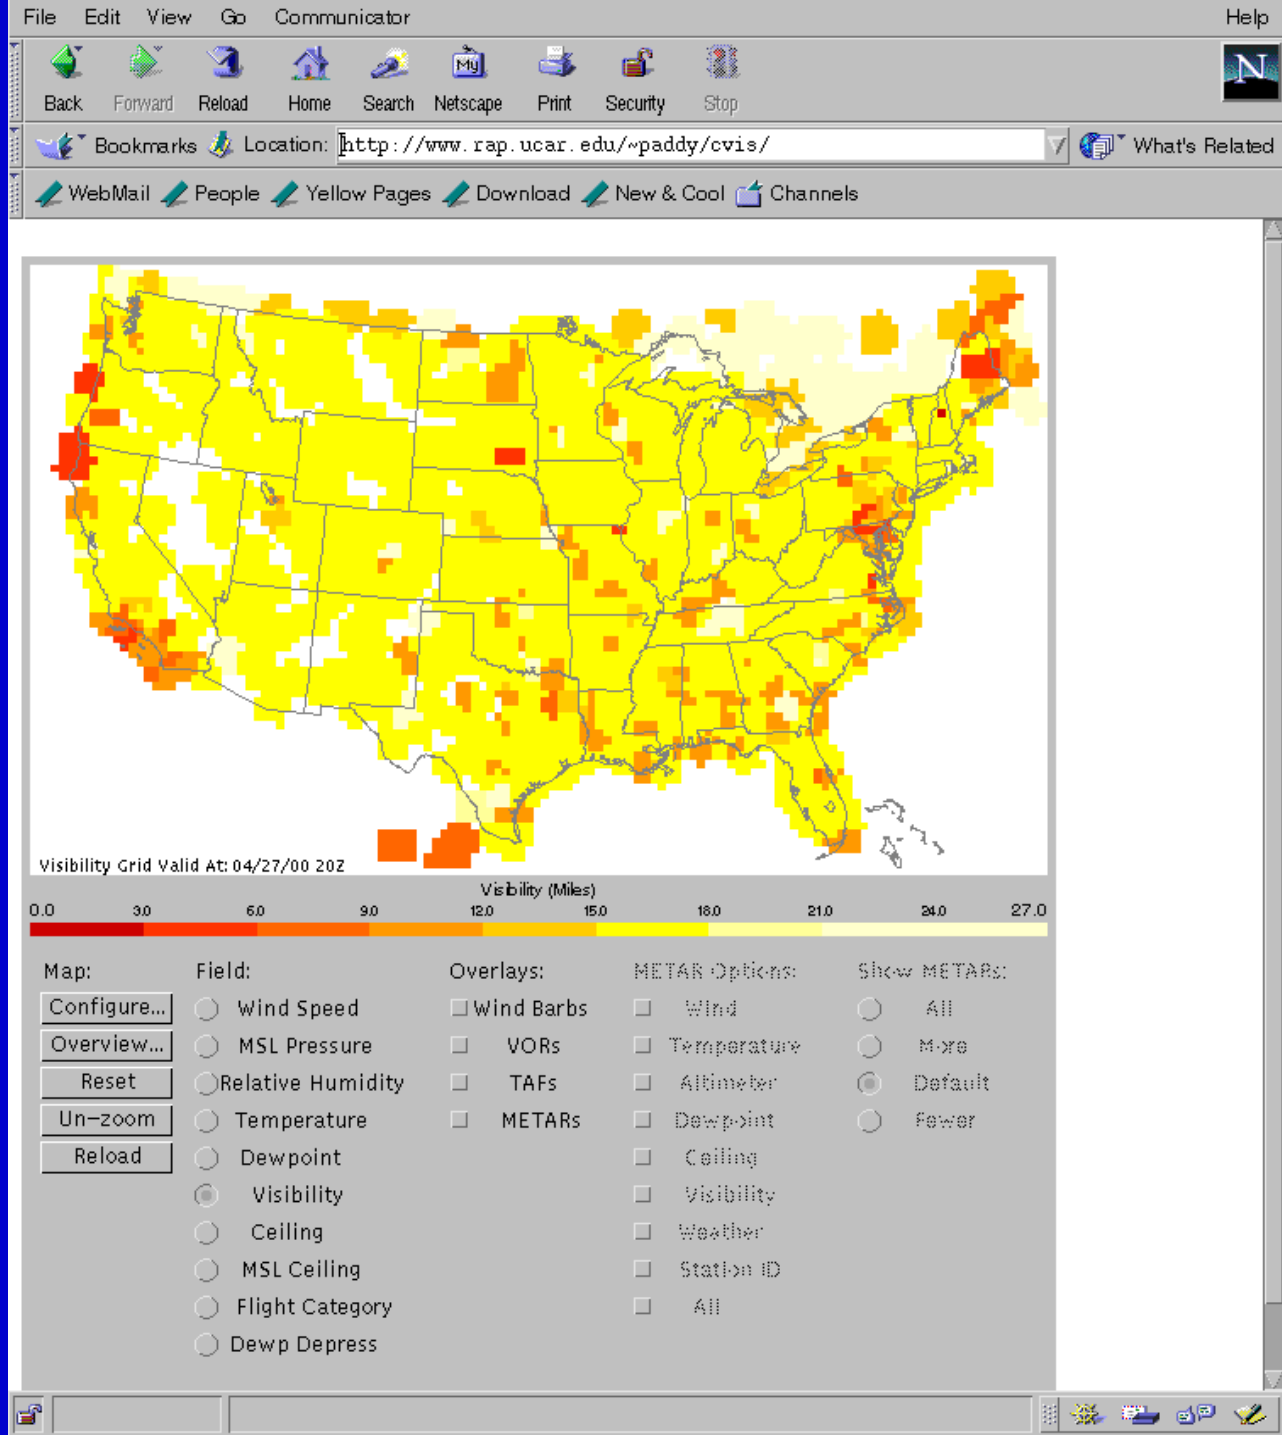 File Edit View Go Communicator Help
Back Forward Reload Home Search Netscape Print Security Stop
My
N
Bookmarks Location: http://www.rap.ucar.edu/~paddy/cvis/ What's Related
WebMail People Yellow Pages Download New & Cool Channels
Visibility Grid Valid At: 04/27/00 20Z
Visibility (Miles)
0.0 3.0 6.0 9.0 12.0 15.0 18.0 21.0 24.0 27.0
Map: Field: Overlays: METAR Options: Show METARs:
Configure... Wind Speed Wind Barbs Wind All
Overview... MSL Pressure VORs Temperature More
Reset Relative Humidity TAFs Altimeter Default
Un-zoom Temperature METARs Dewpoint Fewer
Reload Dewpoint Ceiling
Visibility Visibility
Ceiling Weather
MSL Ceiling Station ID
Flight Category All
Dewp Depress